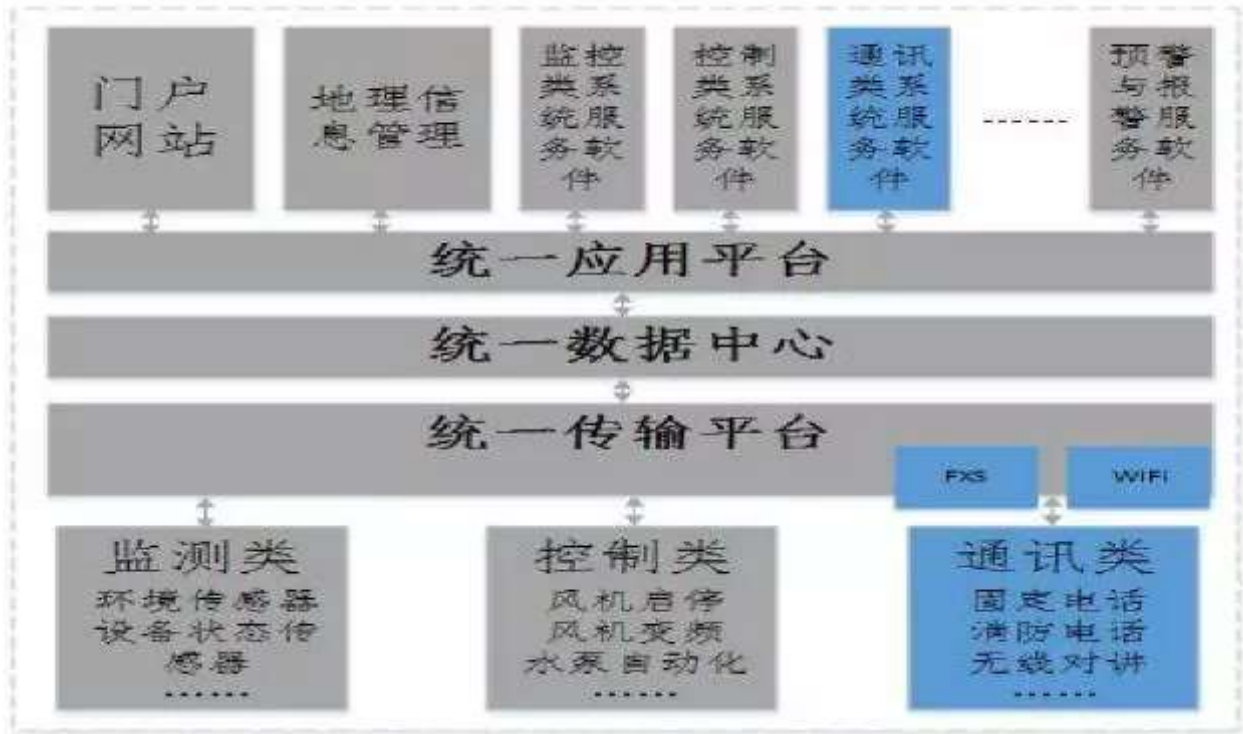 门户
网站
地理信
息管理
监控
类系
统服
务软
件
控制
类系
统服
务软
件
通讯
类系
统服
务软
件
------
预警
与报
警服
务软
件
统一应用平台
统一数据中心
统一传输平台
FXS
WIFI
监测类
环境传感器
设备状态传
感器
......
控制类
风机启停
风机变频
水泵自动化
......
通讯类
固定电话
消防电话
无线对讲
......